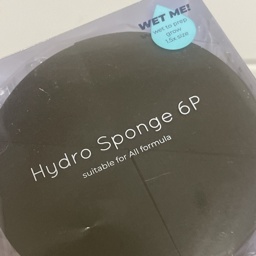 WET ME!
wet to prep
grow
1.5x size
Hydro Sponge 6P
suitable for All formula